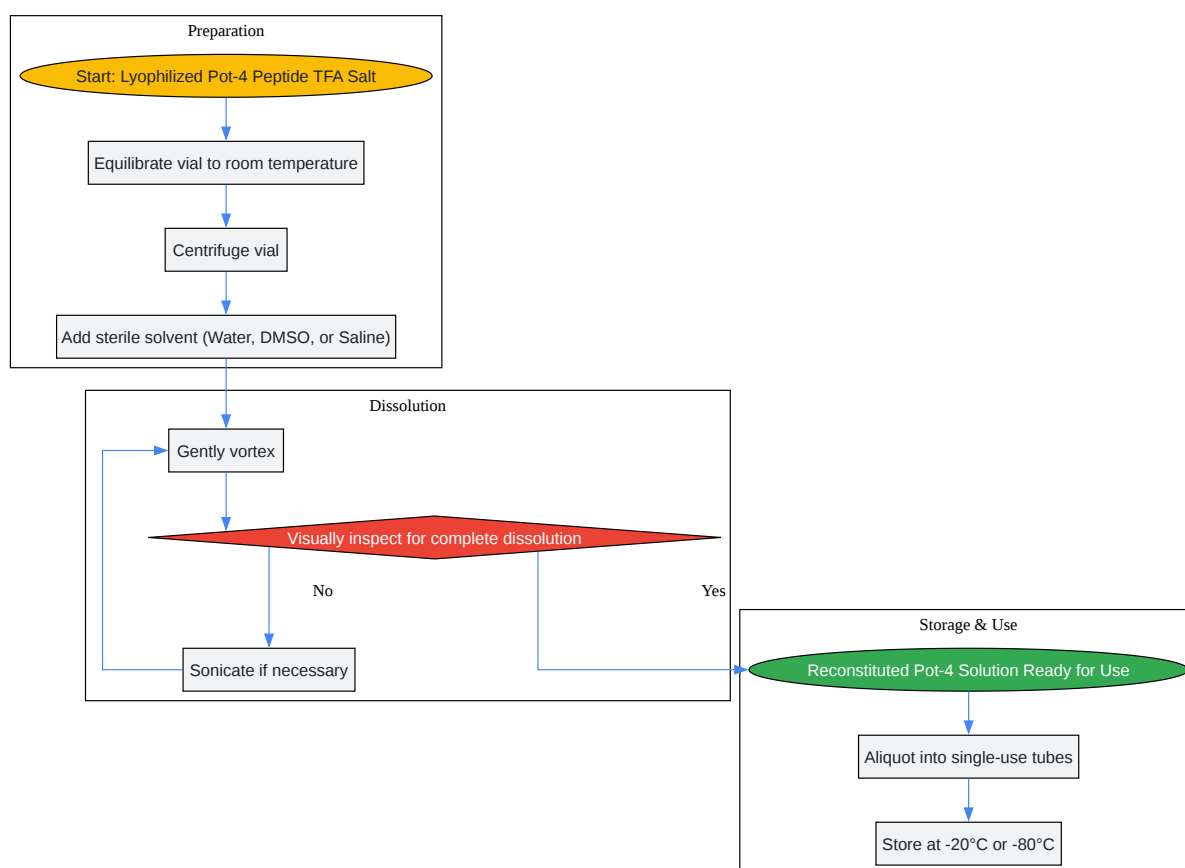 Preparation
Start: Lyophilized Pot-4 Peptide TFA Salt
Equilibrate vial to room temperature
Centrifuge vial
Add sterile solvent (Water, DMSO, or Saline)
Dissolution
Gently vortex
Visually inspect for complete dissolution
No
Yes
Sonicate if necessary
Storage & Use
Reconstituted Pot-4 Solution Ready for Use
Aliquot into single-use tubes
Store at -20°C or -80°C